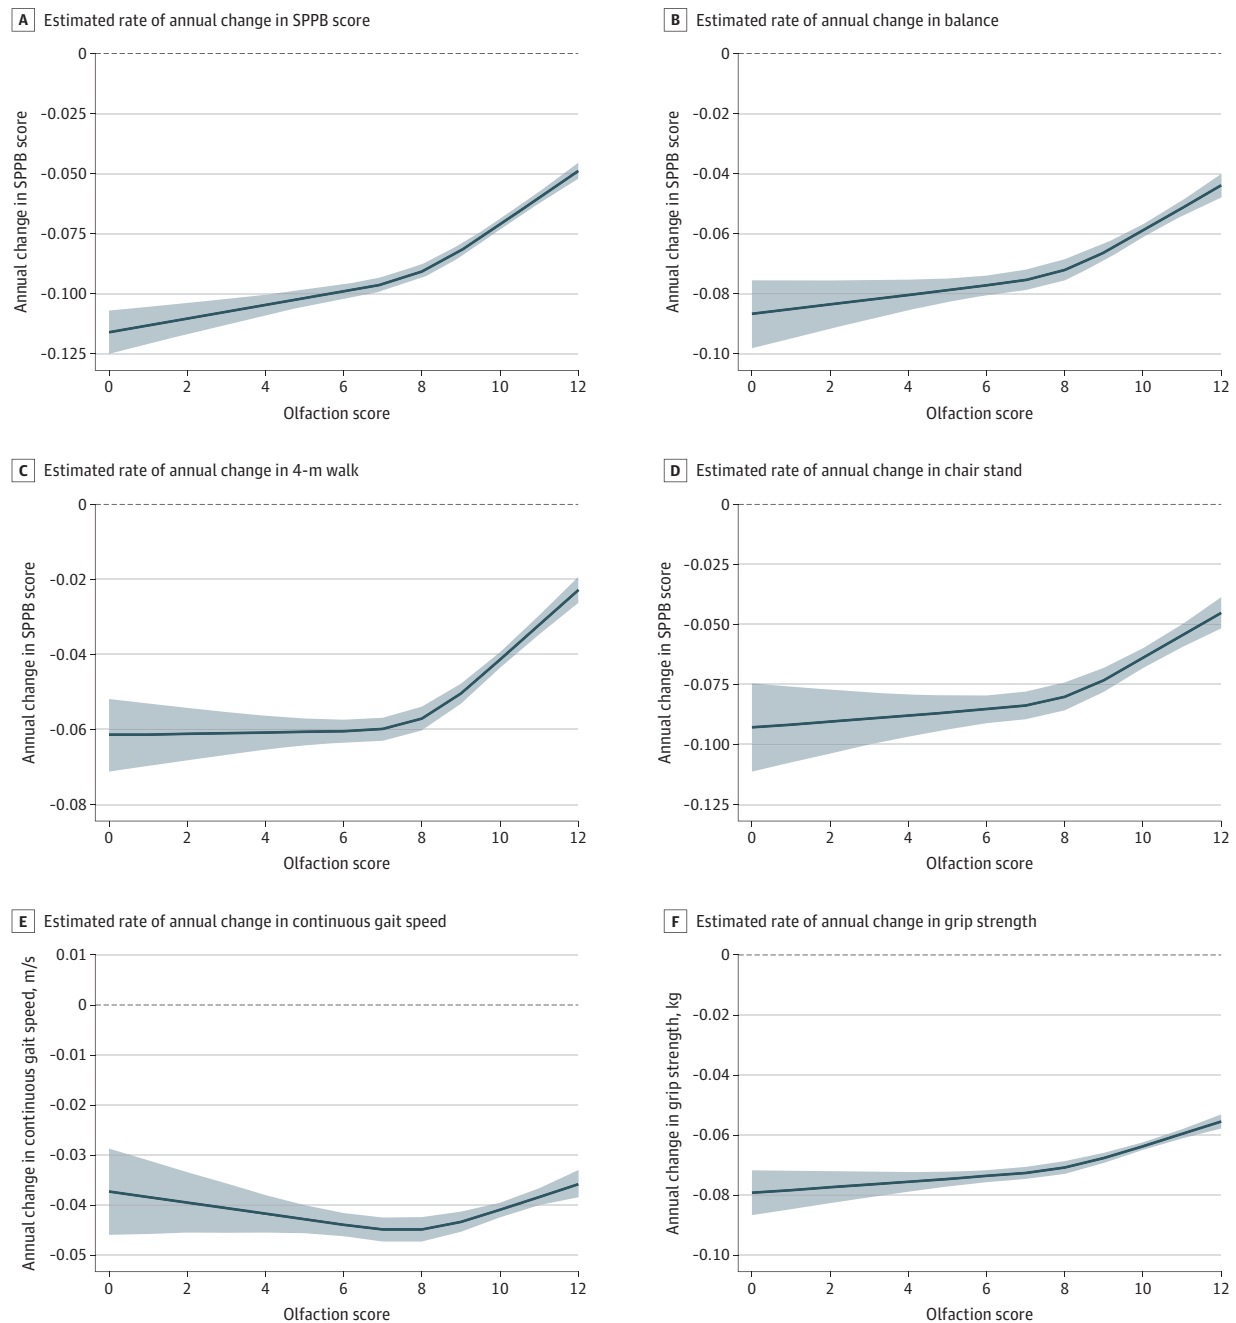 A Estimated rate of annual change in SPPB score
0
-0.025
-0.050
-0.075
-0.100
-0.125
Annual change in SPPB score
0 2 4 6 8 10 12
Olfaction score
B Estimated rate of annual change in balance
0
-0.02
-0.04
-0.06
-0.08
-0.10
Annual change in SPPB score
0 2 4 6 8 10 12
Olfaction score
C Estimated rate of annual change in 4-m walk
0
-0.02
-0.04
-0.06
-0.08
Annual change in SPPB score
0 2 4 6 8 10 12
Olfaction score
D Estimated rate of annual change in chair stand
0
-0.025
-0.050
-0.075
-0.100
-0.125
Annual change in SPPB score
0 2 4 6 8 10 12
Olfaction score
E Estimated rate of annual change in continuous gait speed
0.01
0
-0.01
-0.02
-0.03
-0.04
-0.05
Annual change in continuous gait speed, m/s
0 2 4 6 8 10 12
Olfaction score
F Estimated rate of annual change in grip strength
0
-0.02
-0.04
-0.06
-0.08
-0.10
Annual change in grip strength, kg
0 2 4 6 8 10 12
Olfaction score